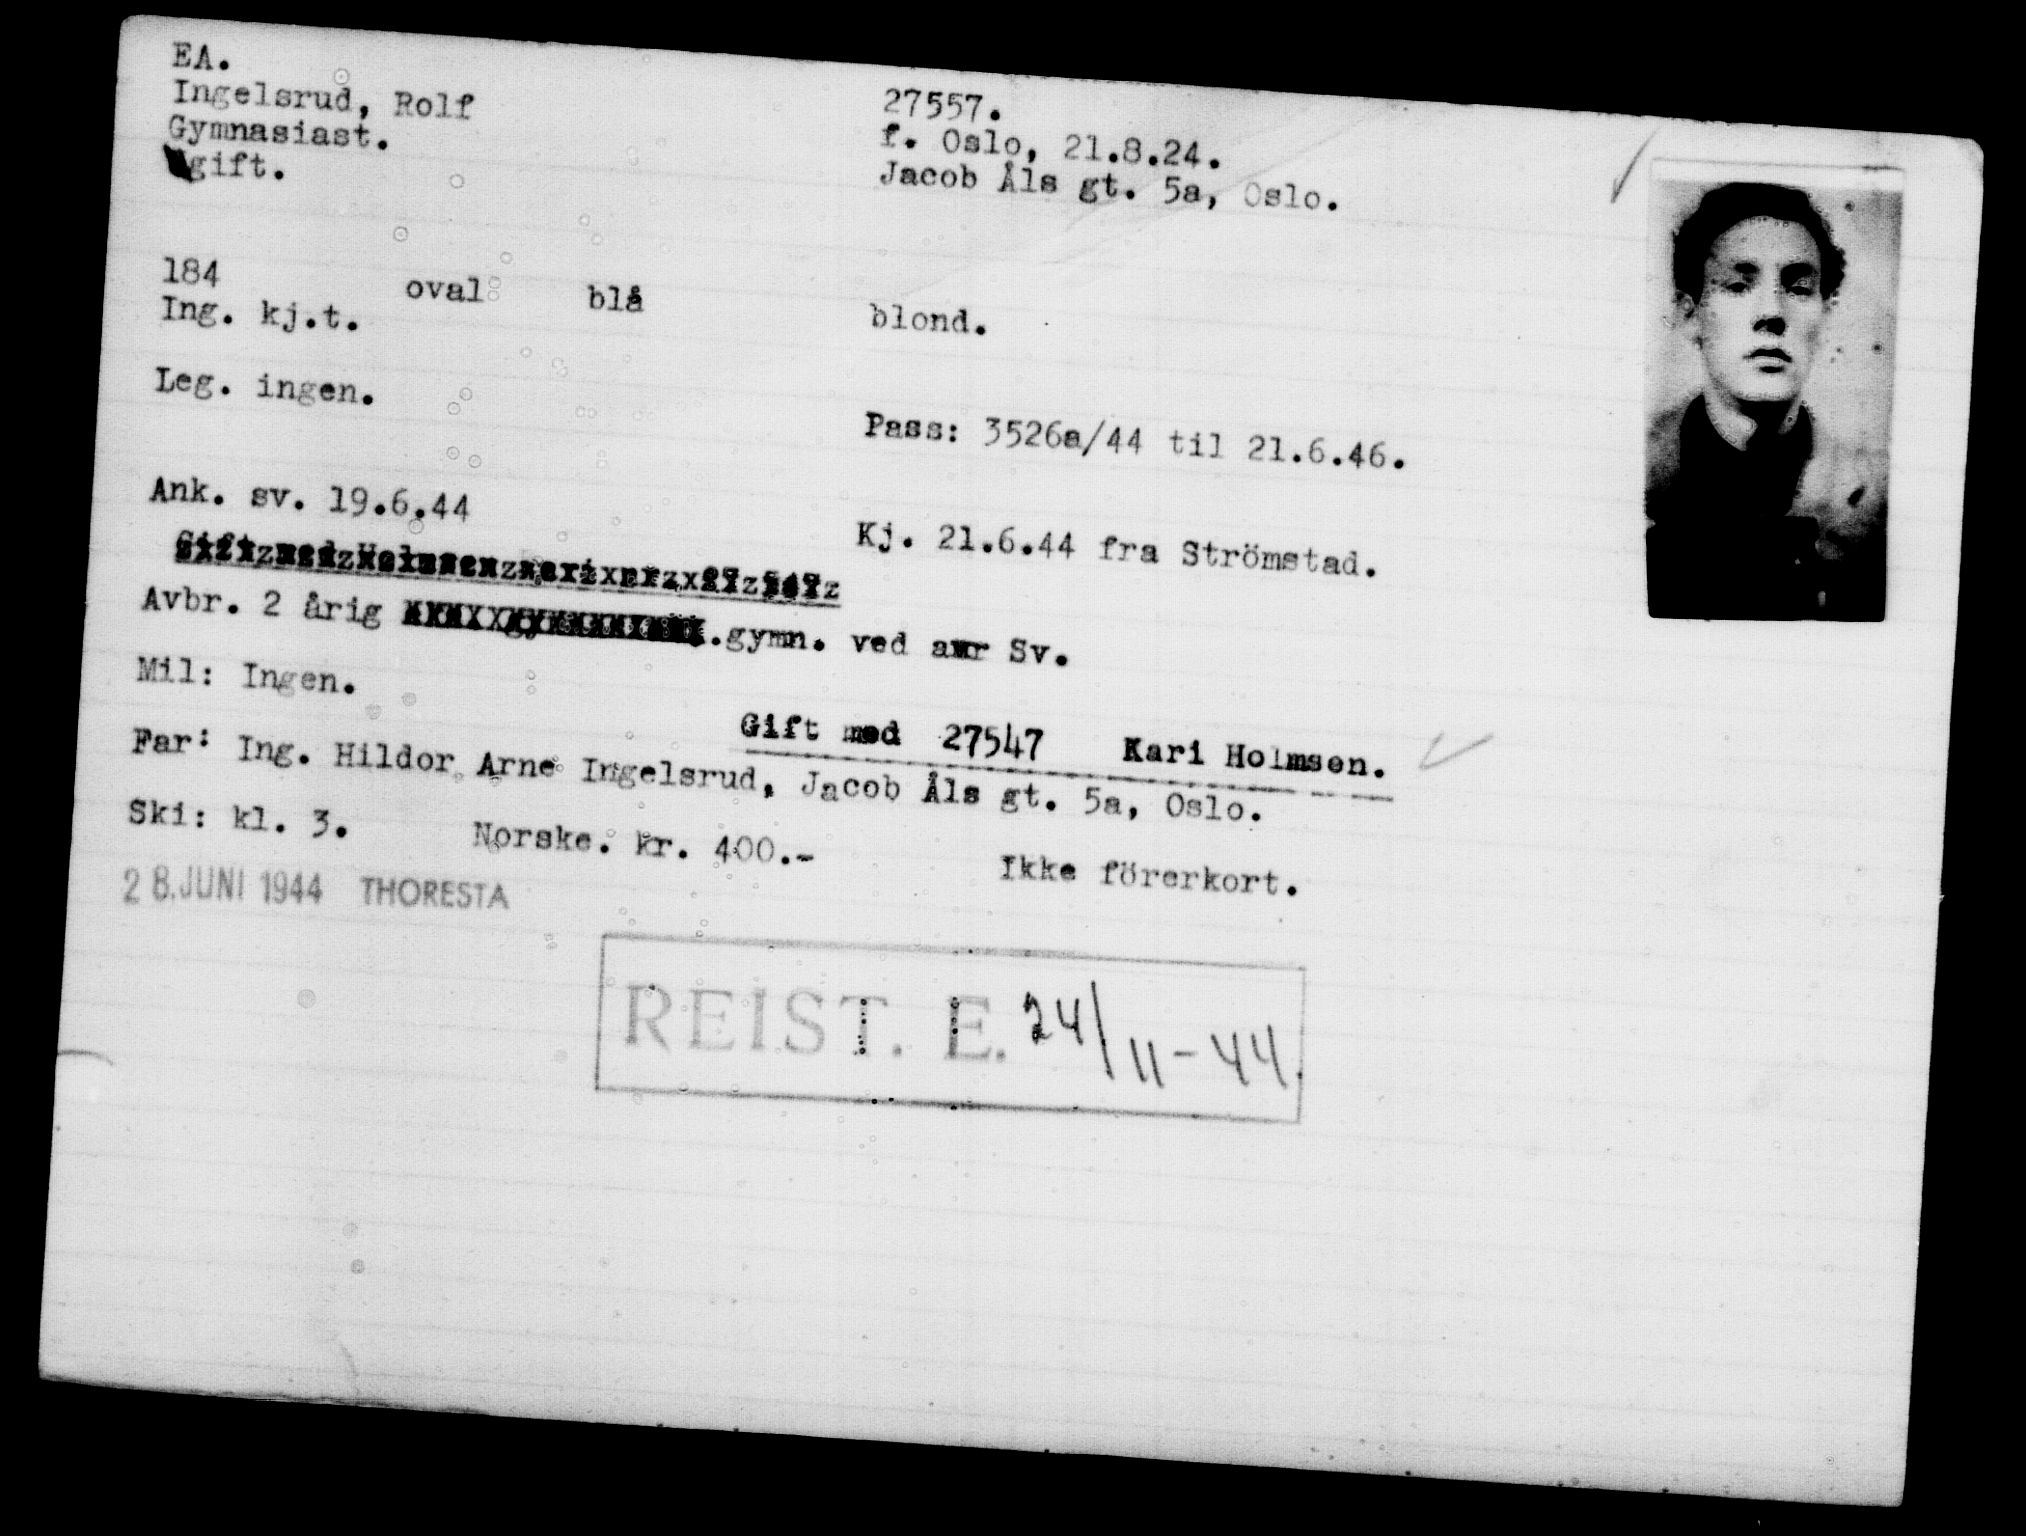 EA.
Ingelsrud, Rolf 27557.
Gymnasiast. f. Oslo, 21.8.24.
gift. Jacob Åls gt. 5a, Oslo.
184 oval blå blond.
Ing. kj.t.
Leg. ingen. Pass: 3526a/44 til 21.6.46.
Ank. sv. 19.6.44 Kj. 21.6.44 fra Strömstad.
Avbr. 2 årig .gymn. ved Sv.
Mil: Ingen.
Gift med 27547 Kari Holmsen.
Far: Ing. Hildor Arne Ingelsrud, Jacob Åls gt. 5a, Oslo.
Ski: kl. 3. Norske. kr. 400.- Ikke förerkort.
28.JUNI 1944 THORESTA
REIST. E. 24/11-44.